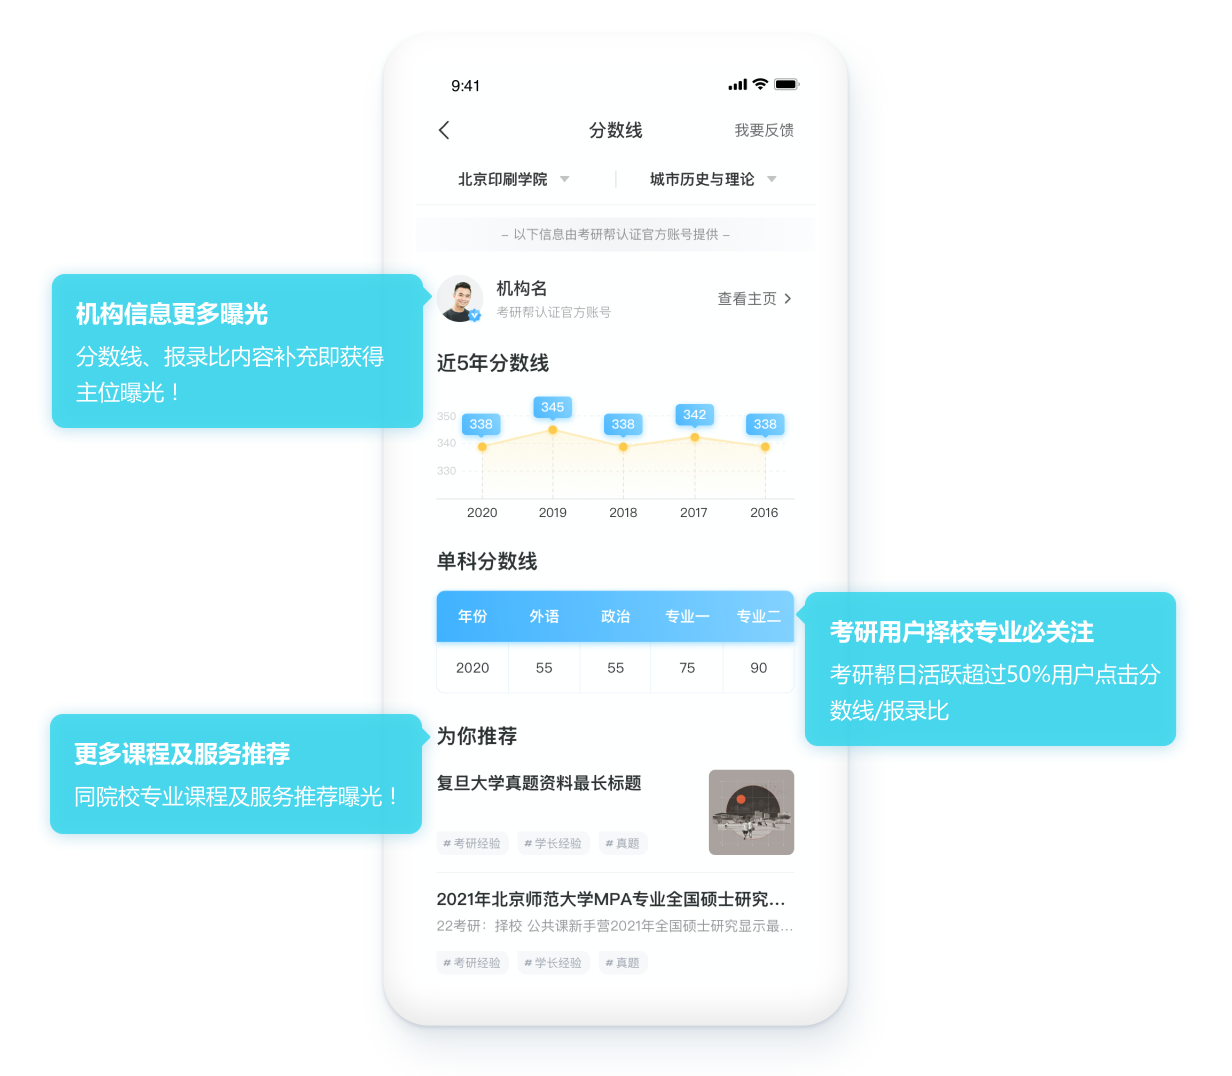 9:41
分数线
我要反馈
北京印刷学院
城市历史与理论
– 以下信息由考研帮认证官方账号提供 –
机构名
考研帮认证官方账号
查看主页
机构信息更多曝光
分数线、报录比内容补充即获得
主位曝光！
近5年分数线
350
340
330
338
345
338
342
338
2020
2019
2018
2017
2016
单科分数线
年份 外语 政治 专业一 专业二
2020 55 55 75 90
考研用户择校专业必关注
考研帮日活跃超过50%用户点击分
数线/报录比
为你推荐
更多课程及服务推荐
同院校专业课程及服务推荐曝光！
复旦大学真题资料最长标题
# 考研经验 # 学长经验 # 真题
2021年北京师范大学MPA专业全国硕士研究...
22考研：择校 公共课新手营2021年全国硕士研究显示最...
# 考研经验 # 学长经验 # 真题